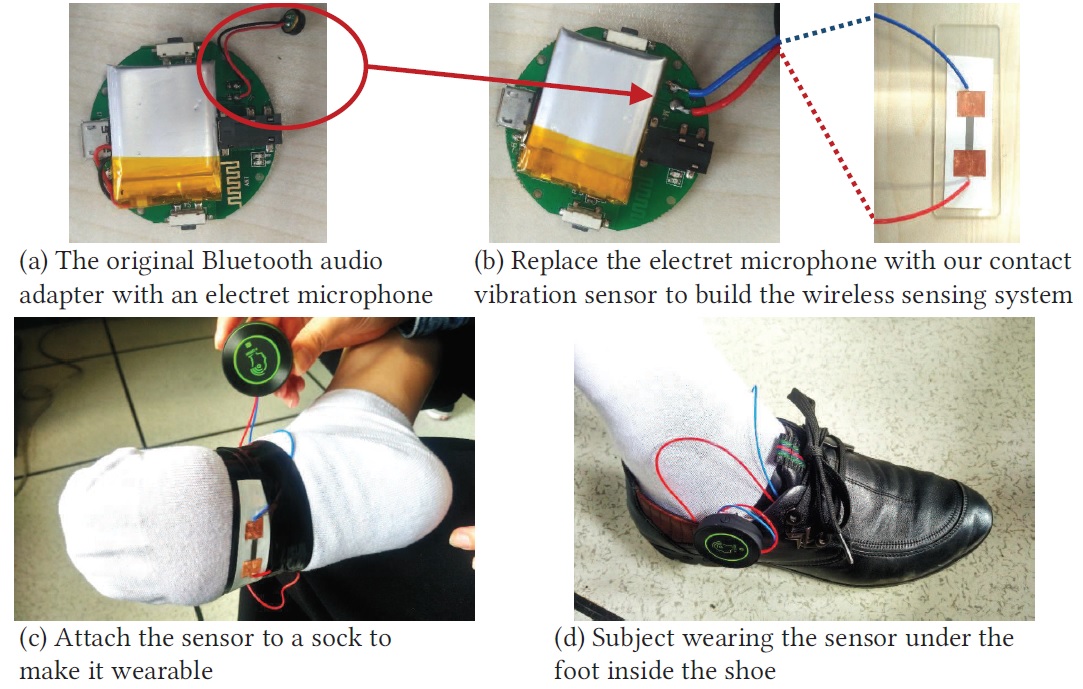 (a) The original Bluetooth audio
adapter with an electret microphone
(b) Replace the electret microphone with our contact
vibration sensor to build the wireless sensing system
(c) Attach the sensor to a sock to
make it wearable
(d) Subject wearing the sensor under the
foot inside the shoe